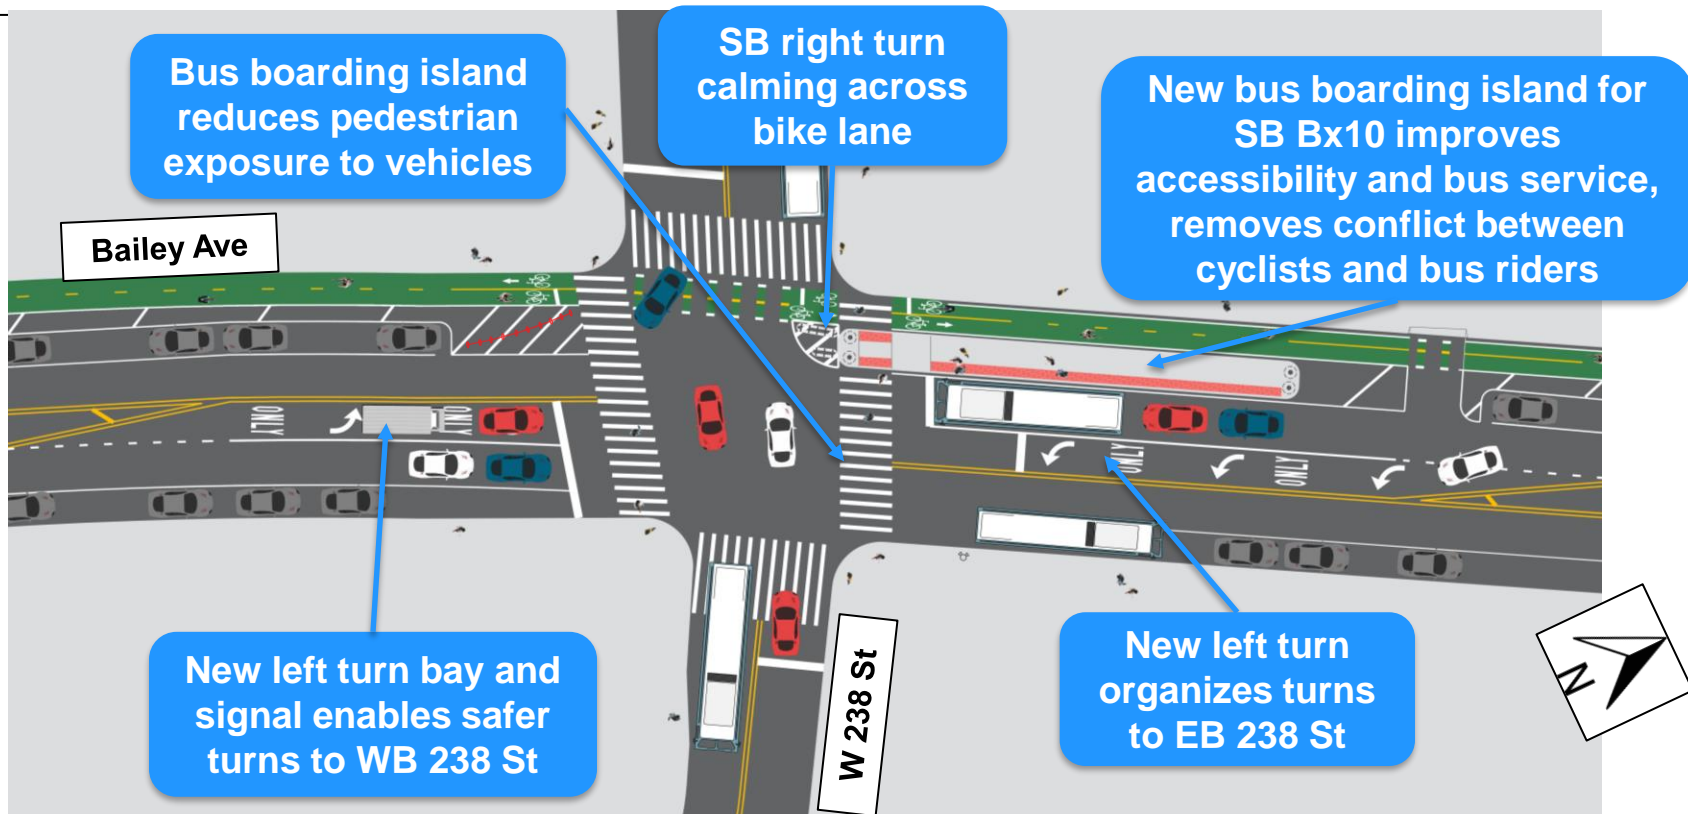 Bus boarding island
reduces pedestrian
exposure to vehicles
SB right turn
calming across
bike lane
New bus boarding island for
SB Bx10 improves
accessibility and bus service,
removes conflict between
cyclists and bus riders
Bailey Ave
ONLY
ONLY
ONLY
ONLY
New left turn bay and
signal enables safer
turns to WB 238 St
W 238 St
New left turn
organizes turns
to EB 238 St
N